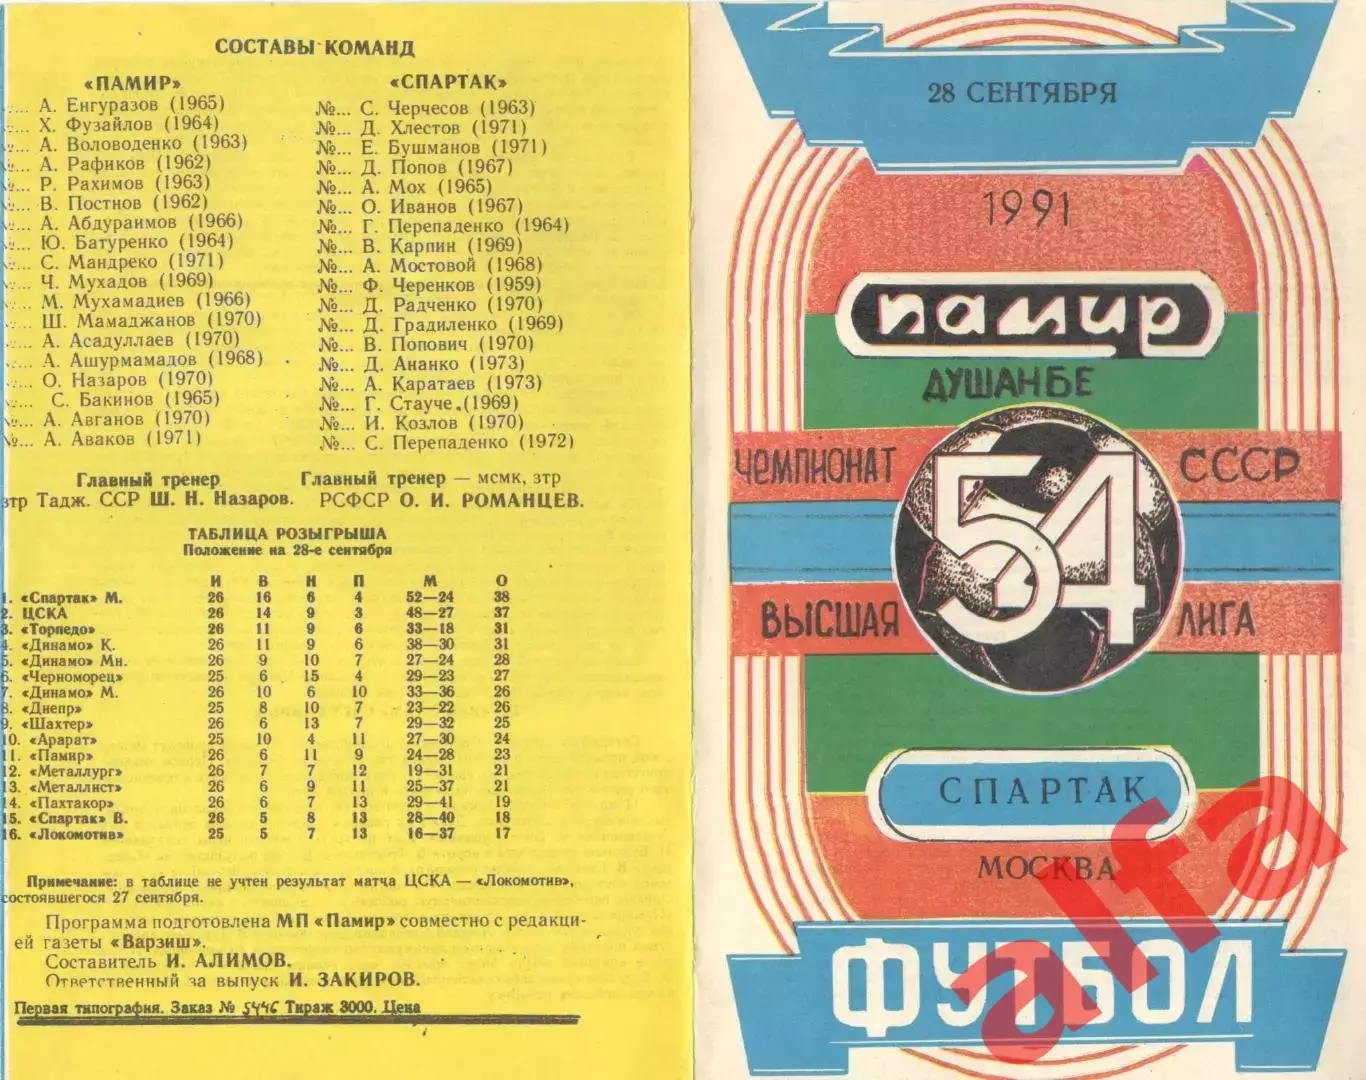 СОСТАВЫ КОМАНД
«ПАМИР»
А. Енгуразов (1965)
Х. Фузайлов (1964)
А. Воловоденко (1963)
А. Рафиков (1962)
Р. Рахимов (1963)
В. Постнов (1962)
А. Абдураимов (1966)
Ю. Батуренко (1964)
С. Мандреко (1971)
Ч. Мухадов (1969)
М. Мухамадиев (1966)
Ш. Мамаджанов (1970)
А. Асадуллаев (1970)
А. Ашурмамадов (1968)
О. Назаров (1970)
С. Бакинов (1965)
№... А. Авганов (1970)
№... А. Аваков (1971)
Главный тренер
зтр Тадж. ССР Ш. Н. Назаров.
«СПАРТАК»
№... С. Черчесов (1963)
№... Д. Хлестов (1971)
№... Е. Бушманов (1971)
№... Д. Попов (1967)
№... А. Мох (1965)
№... О. Иванов (1967)
№... Г. Перепаденко (1964)
№... В. Карпин (1969)
№... А. Мостовой (1968)
№... Ф. Черенков (1959)
№... Д. Радченко (1970)
№... Д. Градиленко (1969)
№... В. Попович (1970)
№... Д. Ананко (1973)
№... А. Каратаев (1973)
№... Г. Стауче (1969)
№... И. Козлов (1970)
№... С. Перепаденко (1972)
Главный тренер — мсмк, зтр
РСФСР О. И. РОМАНЦЕВ.
ТАБЛИЦА РОЗЫГРЫША
Положение на 28-е сентября
И В Н П М О
1. «Спартак» М. 26 16 6 4 52—24 38
2. ЦСКА 26 14 9 3 48—27 37
3. «Торпедо» 26 11 9 6 33—18 31
4. «Динамо» К. 26 11 9 6 38—30 31
5. «Динамо» Мн. 26 9 10 7 27—24 28
6. «Черноморец» 25 6 15 4 29—23 27
7. «Динамо» М. 26 10 6 10 33—36 26
8. «Днепр» 25 8 10 7 23—22 26
9. «Шахтер» 26 6 13 7 29—32 25
10. «Арарат» 25 10 4 11 27—30 24
11. «Памир» 26 6 11 9 24—28 23
12. «Металлург» 26 7 7 12 19—31 21
13. «Металлист» 26 6 9 11 25—37 21
14. «Пахтакор» 26 6 7 13 29—41 19
15. «Спартак» В. 26 5 8 13 28—40 18
16. «Локомотив» 25 5 7 13 16—37 17
Примечание: в таблице не учтен результат матча ЦСКА — «Локомотив»,
состоявшегося 27 сентября.
Программа подготовлена МП «Памир» совместно с редакци-
ей газеты «Варзиш».
Составитель И. АЛИМОВ.
Ответственный за выпуск И. ЗАКИРОВ.
Первая типография. Заказ № 5446 Тираж 3000. Цена
28 СЕНТЯБРЯ
1991
ПАМИР
ДУШАНБЕ
ЧЕМПИОНАТ СССР
54
ВЫСШАЯ ЛИГА
СПАРТАК
МОСКВА
ФУТБОЛ
alfa